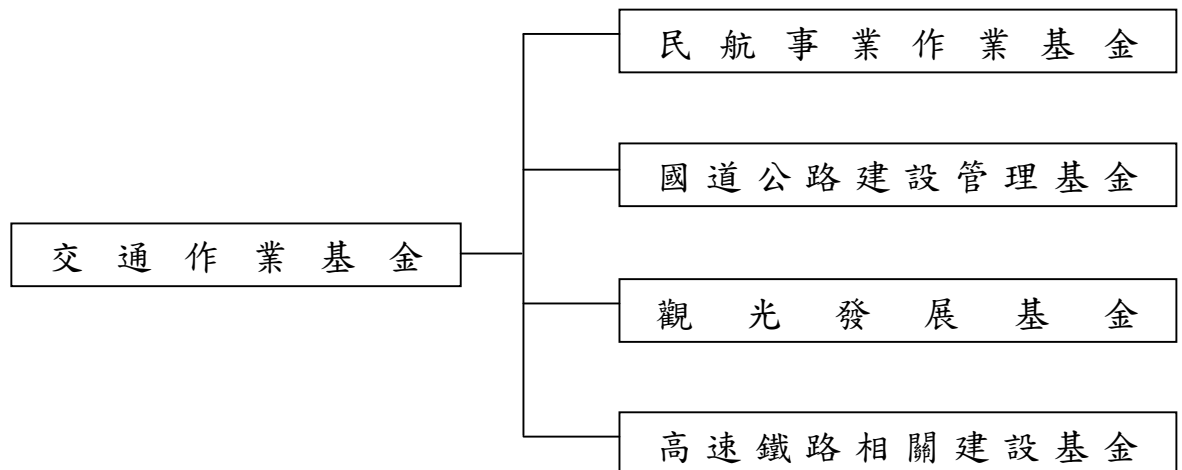 民航事業作業基金
國道公路建設管理基金
交通作業基金
觀光發展基金
高速鐵路相關建設基金